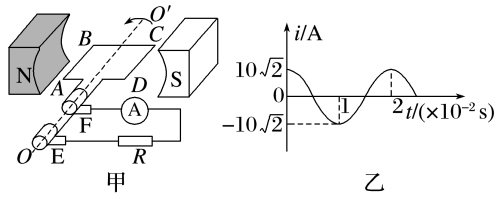 O′
B
C
N
A
D
S
A
F
O
E
R
甲
i/A
10√2
0
1
2
t/(×10⁻² s)
−10√2
乙